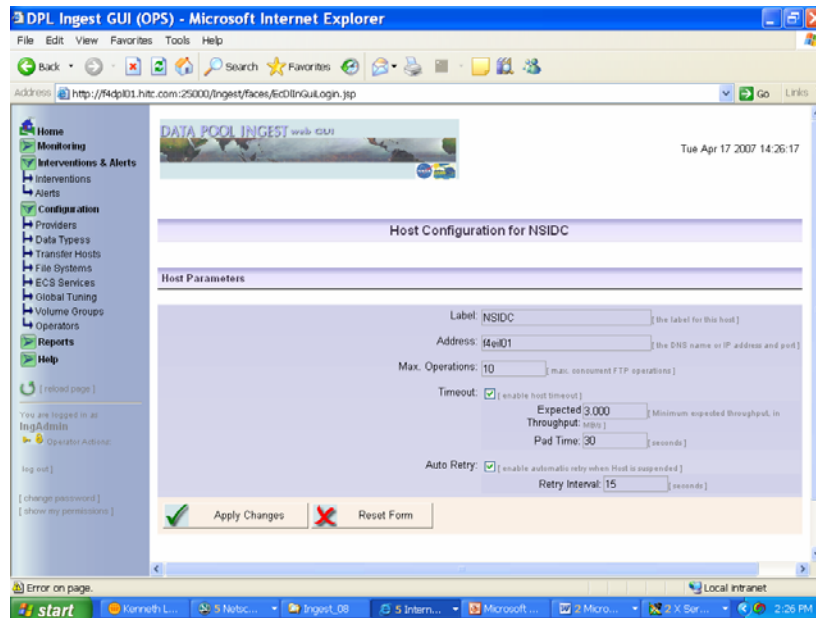 DPL Ingest GUI (OPS) - Microsoft Internet Explorer
File Edit View Favorites Tools Help
Back Search Favorites
Address http://f4dpl01.hitc.com:25000/Ingest/faces/EcDlInGuiLogin.jsp Go Links
Home
Monitoring
Interventions & Alerts
Interventions
Alerts
Configuration
Providers
Data Typess
Transfer Hosts
File Systems
ECS Services
Global Tuning
Volume Groups
Operators
Reports
Help
[ reload page ]
You are logged in as
IngAdmin
Operator Actions:
log out ]
[ change password ]
[ show my permissions ]
DATA POOL INGEST web GUI
Tue Apr 17 2007 14:26:17
Host Configuration for NSIDC
Host Parameters
Label: NSIDC [ the label for this host ]
Address: f4eil01 [ the DNS name or IP address and port ]
Max. Operations: 10 [ max. concurrent FTP operations ]
Timeout: [ enable host timeout ]
Expected Throughput: 3.000 [ Minimum expected throughput, in MB/s ]
Pad Time: 30 [ seconds ]
Auto Retry: [ enable automatic retry when Host is suspended ]
Retry Interval: 15 [ seconds ]
Apply Changes Reset Form
Error on page. Local intranet
start Kenneth L... 5 Netsc... Ingest_08 5 Intern... Microsoft ... 2 Micro... 2 X Ser... 2:26 PM